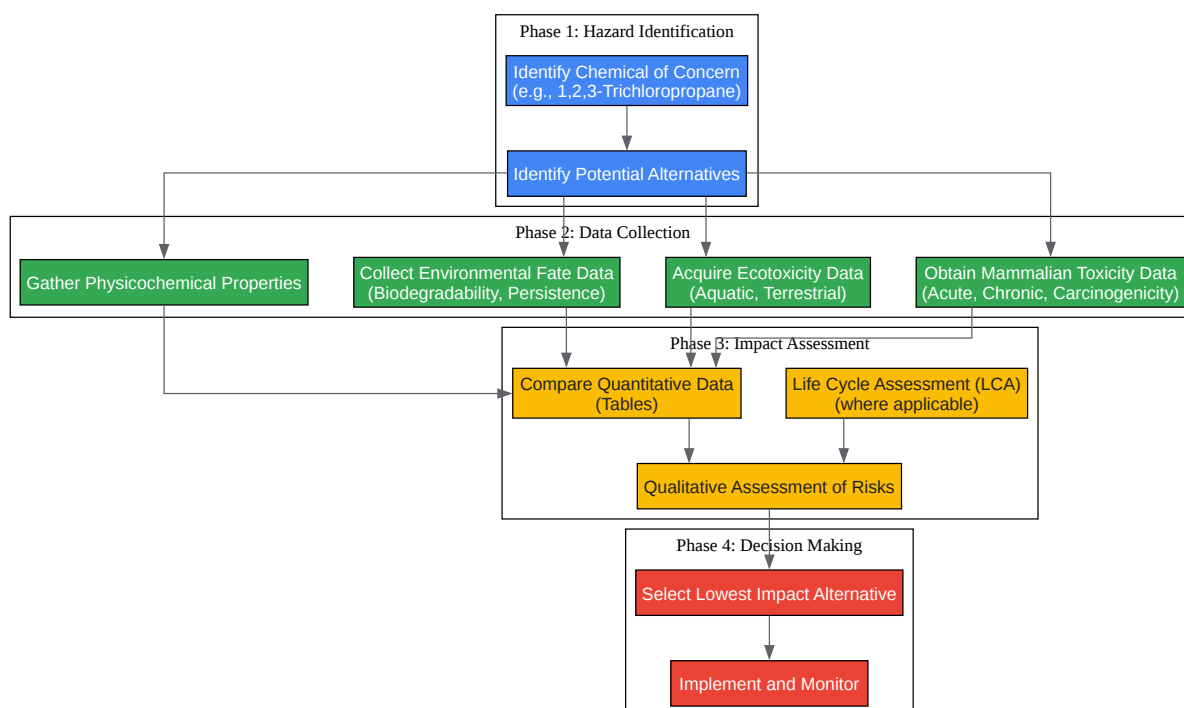 Phase 1: Hazard Identification
Identify Chemical of Concern
(e.g., 1,2,3-Trichloropropane)
Identify Potential Alternatives
Phase 2: Data Collection
Gather Physicochemical Properties
Collect Environmental Fate Data
(Biodegradability, Persistence)
Acquire Ecotoxicity Data
(Aquatic, Terrestrial)
Obtain Mammalian Toxicity Data
(Acute, Chronic, Carcinogenicity)
Phase 3: Impact Assessment
Compare Quantitative Data
(Tables)
Life Cycle Assessment (LCA)
(where applicable)
Qualitative Assessment of Risks
Phase 4: Decision Making
Select Lowest Impact Alternative
Implement and Monitor